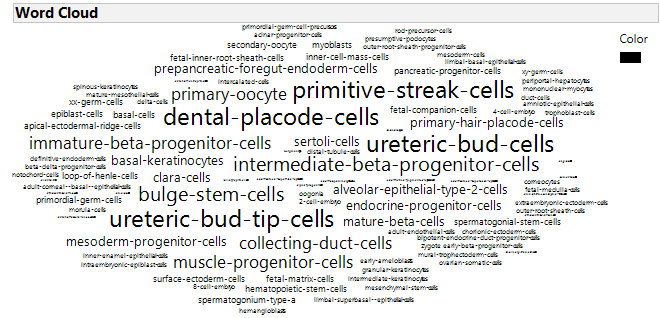 Word Cloud
Color
primordial-germ-cell-precursors
rod-precursor-cells
acinar-progenitor-cells
presumptive-podocytes
secondary-oocyte
myoblasts
outer-root-sheath-progenitor-cells
fetal-inner-root-sheath-cells
inner-cell-mass-cells
mesoderm-cells
limbal-basal-epithelial-cells
prepancreatic-foregut-endoderm-cells
pancreatic-progenitor-cells
xy-germ-cells
intercalated-cells
periportal-hepatocytes
spinous-keratinocytes
primary-oocyte
primitive-streak-cells
mononuclear-myocytes
mature-mesothelial-cells
duct-cells
xx-germ-cells
delta-cells
amniotic-epithelial-cells
epiblast-cells
basal-cells
dental-placode-cells
fetal-companion-cells
4-cell-embryo
trophoblast-cells
apical-ectodermal-ridge-cells
primary-hair-placode-cells
immature-beta-progenitor-cells
sertoli-cells
ureteric-bud-cells
distal-tubule-cells
definitive-endoderm-cells
basal-keratinocytes
intermediate-beta-progenitor-cells
beta-delta-progenitor-cells
notochord-cells
loop-of-henle-cells
clara-cells
adult-corneal--basal--epithelial-cells
corneocytes
bulge-stem-cells
alveolar-epithelial-type-2-cells
fetal-medulla-cells
oogonia
primordial-germ-cells
2-cell-embryo
endocrine-progenitor-cells
extraembryonic-ectoderm-cells
morula-cells
outer-root-sheath-cells
ureteric-bud-tip-cells
mature-beta-cells
spermatogonial-stem-cells
adult-endothelial-cells
chorionic-ectoderm-cells
mesoderm-progenitor-cells
collecting-duct-cells
bipotent-endocrine-duct-progenitor-cells
zygote
early-beta-progenitor-cells
inner-enamel-epithelial-cells
mural-trophectoderm-cells
intraembryonic-epiblast-cells
muscle-progenitor-cells
early-ameloblasts
ovarian-somatic-cells
granular-keratinocytes
surface-ectoderm-cells
fetal-matrix-cells
intermediate-keratinocytes
8-cell-embryo
hematopoietic-stem-cells
mesenchymal-stem-cells
spermatogonium-type-a
limbal-superbasal--epithelial-cells
hemangioblasts